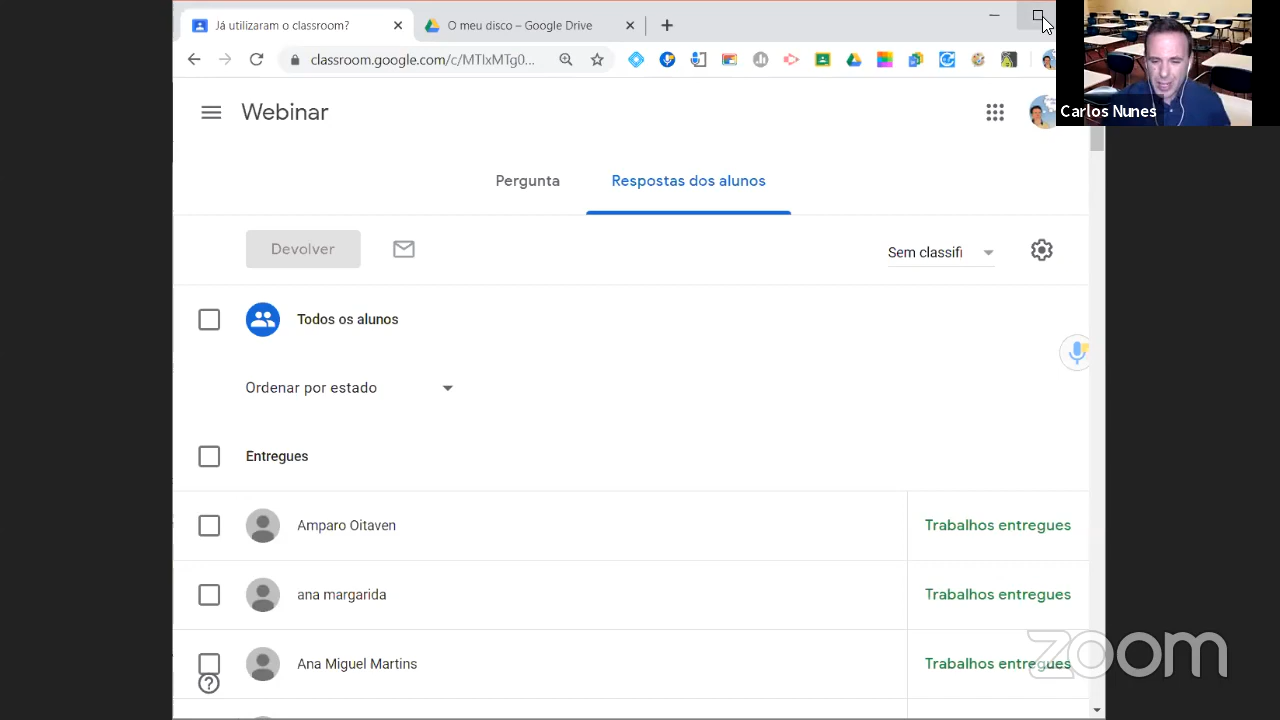 Já utilizaram o classroom?
O meu disco – Google Drive
classroom.google.com/c/MTIxMTg0...
Carlos Nunes
Webinar
Pergunta
Respostas dos alunos
Devolver
Sem classifi
Todos os alunos
Ordenar por estado
Entregues
Amparo Oitaven
Trabalhos entregues
ana margarida
Trabalhos entregues
Ana Miguel Martins
Trabalhos entregues
zoom